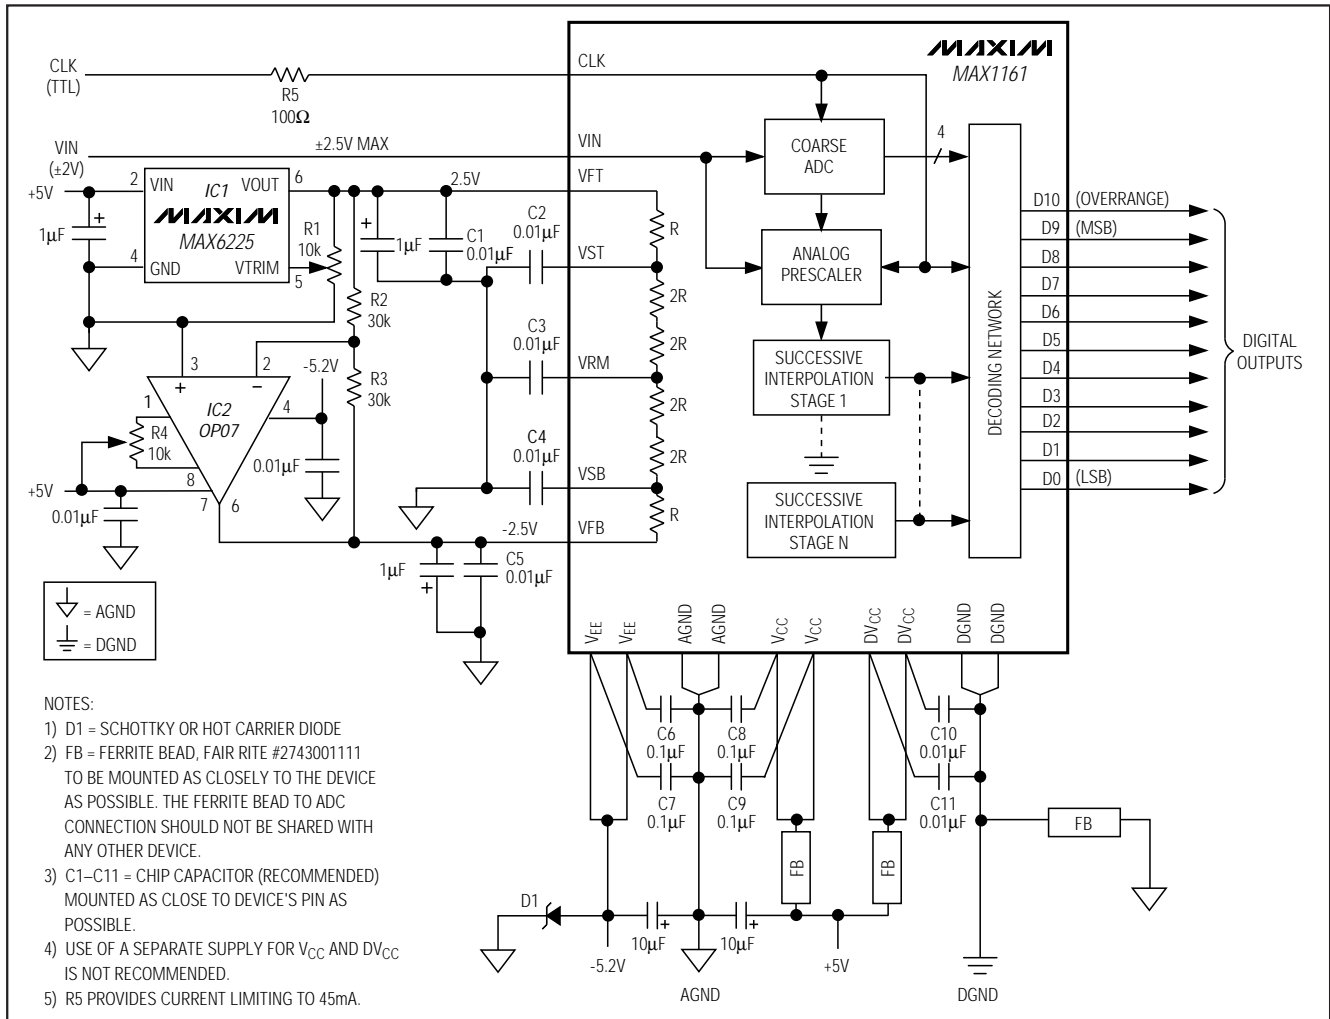 MAXIM
MAX1161
CLK
(TTL)
R5
100Ω
CLK
VIN
(±2V)
±2.5V MAX
VIN
COARSE
ADC
4
+5V
2
VIN
IC1
VOUT
6
MAXIM
MAX6225
4
GND
VTRIM
5
1µF
+
R1
10k
2.5V
VFT
+
1µF
C1
0.01µF
C2
0.01µF
VST
R
2R
2R
2R
2R
R
ANALOG
PRESCALER
R2
30k
C3
0.01µF
VRM
SUCCESSIVE
INTERPOLATION
STAGE 1
DECODING NETWORK
D10 (OVERRANGE)
D9 (MSB)
D8
D7
D6
D5
D4
D3
D2
D1
D0 (LSB)
DIGITAL
OUTPUTS
3
2
-5.2V
+
−
R3
30k
1
IC2
OP07
4
R4
10k
0.01µF
8
+5V
7
6
0.01µF
C4
0.01µF
VSB
SUCCESSIVE
INTERPOLATION
STAGE N
-2.5V
VFB
1µF
+
C5
0.01µF
= AGND
= DGND
VEE
VEE
AGND
AGND
VCC
VCC
DVCC
DVCC
DGND
DGND
C6
0.1µF
C8
0.1µF
C10
0.01µF
C7
0.1µF
C9
0.1µF
C11
0.01µF
FB
FB
FB
D1
10µF
+
10µF
+
-5.2V
AGND
+5V
DGND
NOTES:
1) D1 = SCHOTTKY OR HOT CARRIER DIODE
2) FB = FERRITE BEAD, FAIR RITE #2743001111
TO BE MOUNTED AS CLOSELY TO THE DEVICE
AS POSSIBLE. THE FERRITE BEAD TO ADC
CONNECTION SHOULD NOT BE SHARED WITH
ANY OTHER DEVICE.
3) C1–C11 = CHIP CAPACITOR (RECOMMENDED)
MOUNTED AS CLOSE TO DEVICE'S PIN AS
POSSIBLE.
4) USE OF A SEPARATE SUPPLY FOR VCC AND DVCC
IS NOT RECOMMENDED.
5) R5 PROVIDES CURRENT LIMITING TO 45mA.